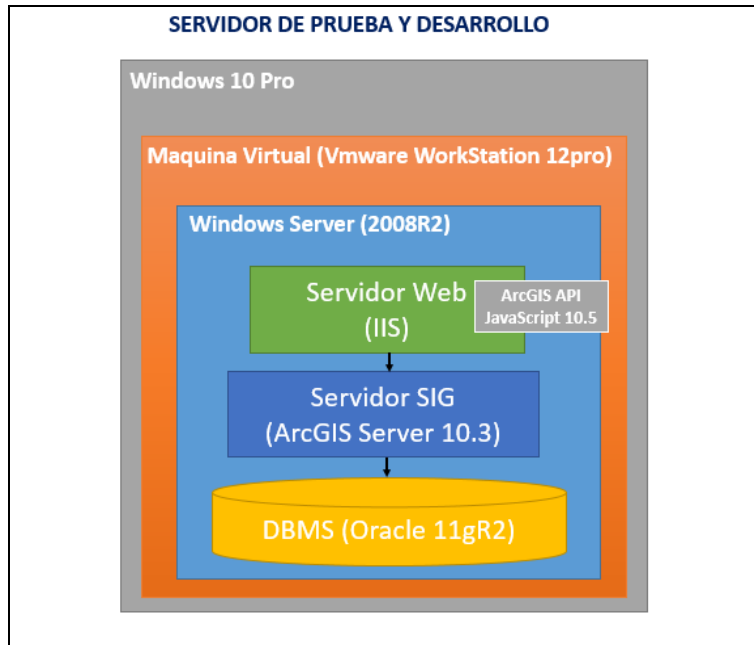 SERVIDOR DE PRUEBA Y DESARROLLO
Windows 10 Pro
Maquina Virtual (Vmware WorkStation 12pro)
Windows Server (2008R2)
Servidor Web
(IIS)
ArcGIS API
JavaScript 10.5
Servidor SIG
(ArcGIS Server 10.3)
DBMS (Oracle 11gR2)